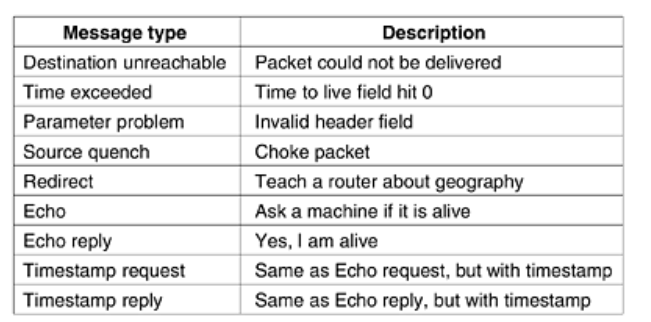 Message type Description
Destination unreachable Packet could not be delivered
Time exceeded Time to live field hit 0
Parameter problem Invalid header field
Source quench Choke packet
Redirect Teach a router about geography
Echo Ask a machine if it is alive
Echo reply Yes, I am alive
Timestamp request Same as Echo request, but with timestamp
Timestamp reply Same as Echo reply, but with timestamp